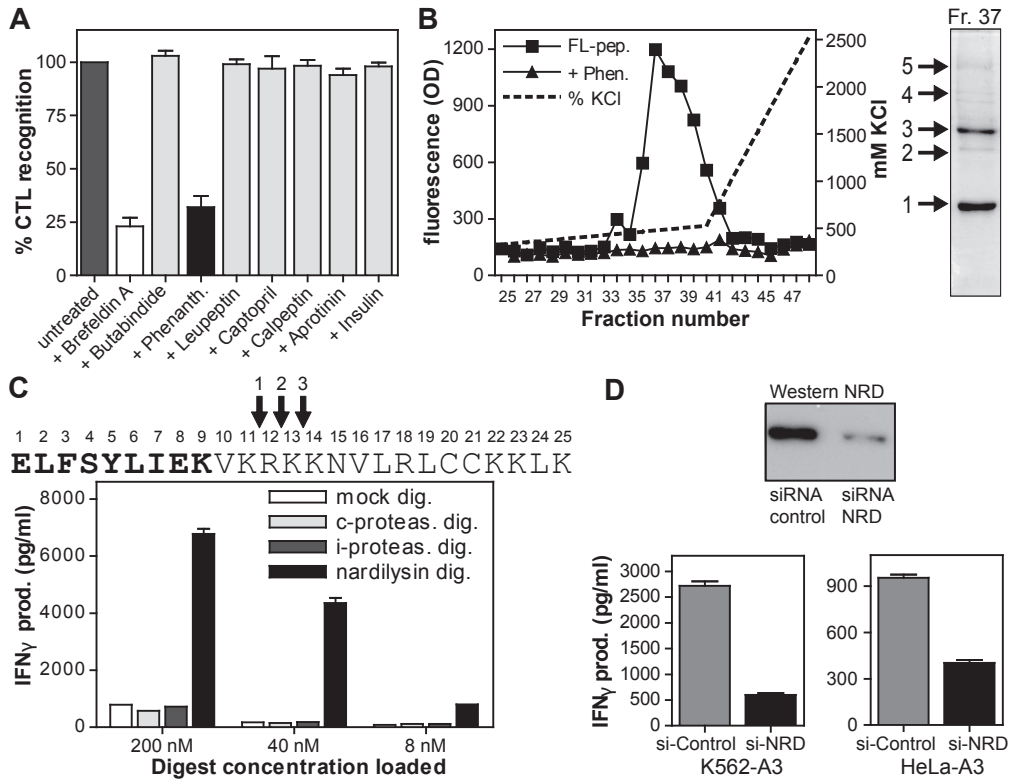 A
% CTL recognition
100
75
50
25
0
untreated
+ Brefeldin A
+ Butabindide
+ Phenanth.
+ Leupeptin
+ Captopril
+ Calpeptin
+ Aprotinin
+ Insulin
B
fluorescence (OD)
1200
900
600
300
0
FL-pep.
+ Phen.
% KCl
2500
2000
1500
1000
500
0
mM KCl
25 27 29 31 33 35 37 39 41 43 45 47
Fraction number
Fr. 37
5
4
3
2
1
C
1 2 3
1 2 3 4 5 6 7 8 9 10 11 12 13 14 15 16 17 18 19 20 21 22 23 24 25
ELFSYLIEKVKRKKNVLRLCCKKLK
IFNγ prod. (pg/ml)
8000
6000
4000
2000
0
mock dig.
c-proteas. dig.
i-proteas. dig.
nardilysin dig.
200 nM 40 nM 8 nM
Digest concentration loaded
D
Western NRD
siRNA control
siRNA NRD
IFNγ prod. (pg/ml)
3000
2500
2000
1500
1000
500
0
si-Control si-NRD
K562-A3
900
600
300
0
si-Control si-NRD
HeLa-A3